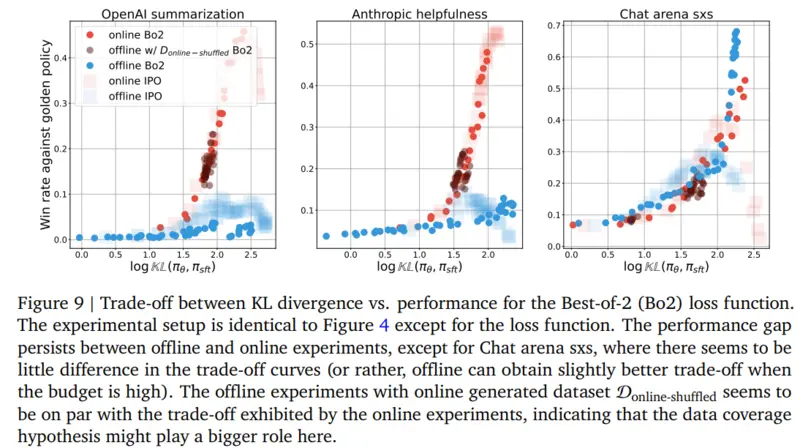 OpenAI summarization
Anthropic helpfulness
Chat arena sxs
Win rate against golden policy
0.4
0.3
0.2
0.1
0.0
online Bo2
offline w/ D_online−shuffled Bo2
offline Bo2
online IPO
offline IPO
0.0 0.5 1.0 1.5 2.0 2.5
log 𝕂𝕃(πθ, πsft)
0.5
0.4
0.3
0.2
0.1
0.0 1.0 2.0
log 𝕂𝕃(πθ, πsft)
0.7
0.6
0.5
0.4
0.3
0.2
0.1
0.0
0.0 0.5 1.0 1.5 2.0 2.5
log 𝕂𝕃(πθ, πsft)
Figure 9 | Trade-off between KL divergence vs. performance for the Best-of-2 (Bo2) loss function.
The experimental setup is identical to Figure 4 except for the loss function. The performance gap
persists between offline and online experiments, except for Chat arena sxs, where there seems to be
little difference in the trade-off curves (or rather, offline can obtain slightly better trade-off when
the budget is high). The offline experiments with online generated dataset 𝒟online-shuffled seems to
be on par with the trade-off exhibited by the online experiments, indicating that the data coverage
hypothesis might play a bigger role here.